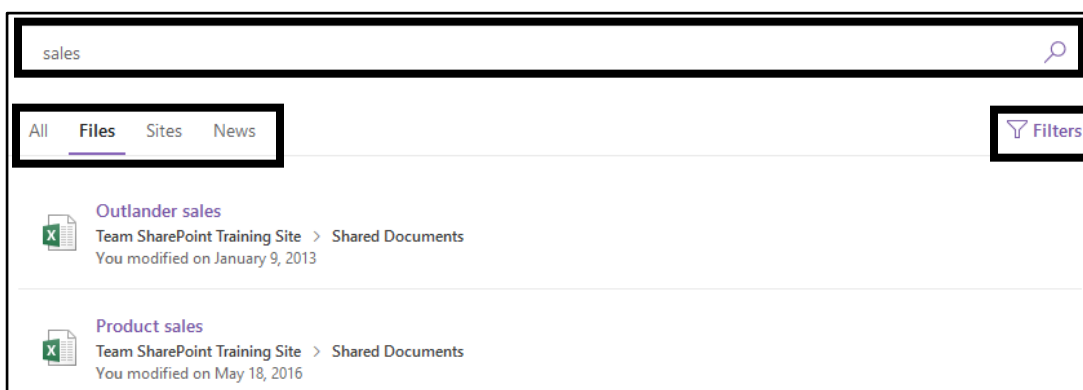 sales
All Files Sites News Filters
Outlander sales
Team SharePoint Training Site > Shared Documents
You modified on January 9, 2013
Product sales
Team SharePoint Training Site > Shared Documents
You modified on May 18, 2016